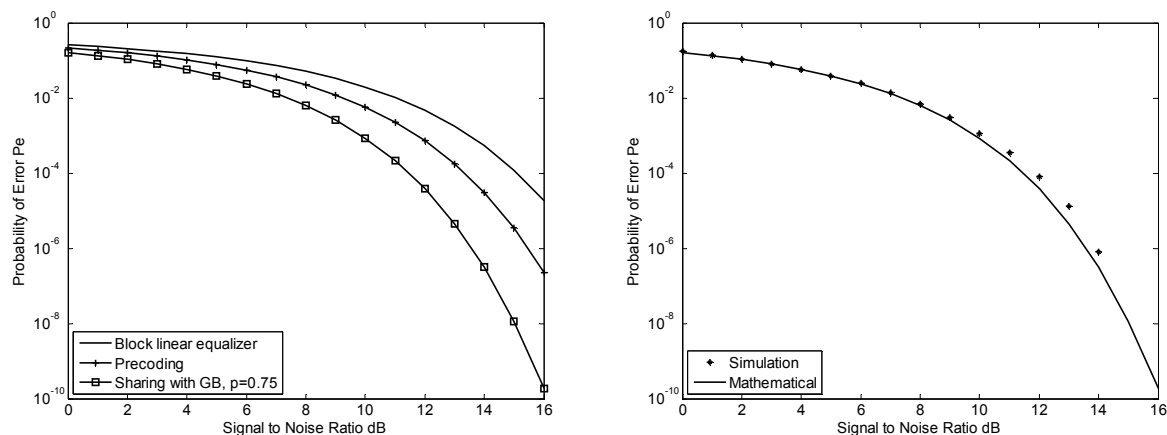 10^0
10^-2
10^-4
10^-6
10^-8
10^-10
Probability of Error Pe
0 2 4 6 8 10 12 14 16
Signal to Noise Ratio dB
Block linear equalizer
Precoding
Sharing with GB, p=0.75
10^0
10^-2
10^-4
10^-6
10^-8
10^-10
Probability of Error Pe
0 2 4 6 8 10 12 14 16
Signal to Noise Ratio dB
Simulation
Mathematical